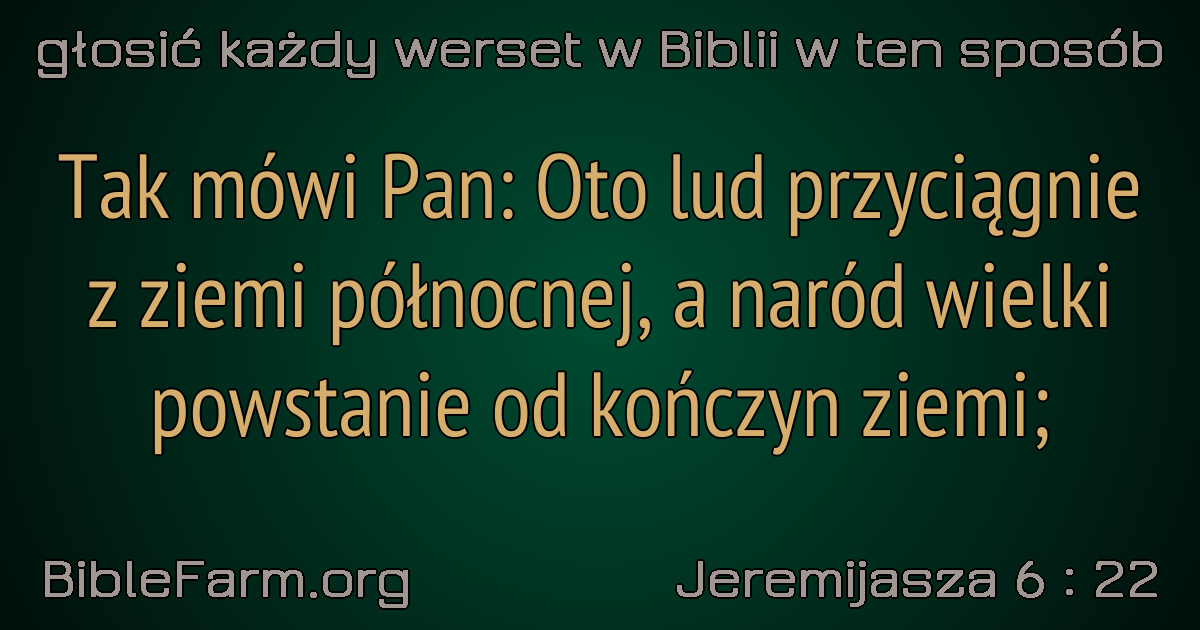 głosić każdy werset w Biblii w ten sposób
Tak mówi Pan: Oto lud przyciągnie
z ziemi północnej, a naród wielki
powstanie od kończyn ziemi;
BibleFarm.org
Jeremijasza 6 : 22